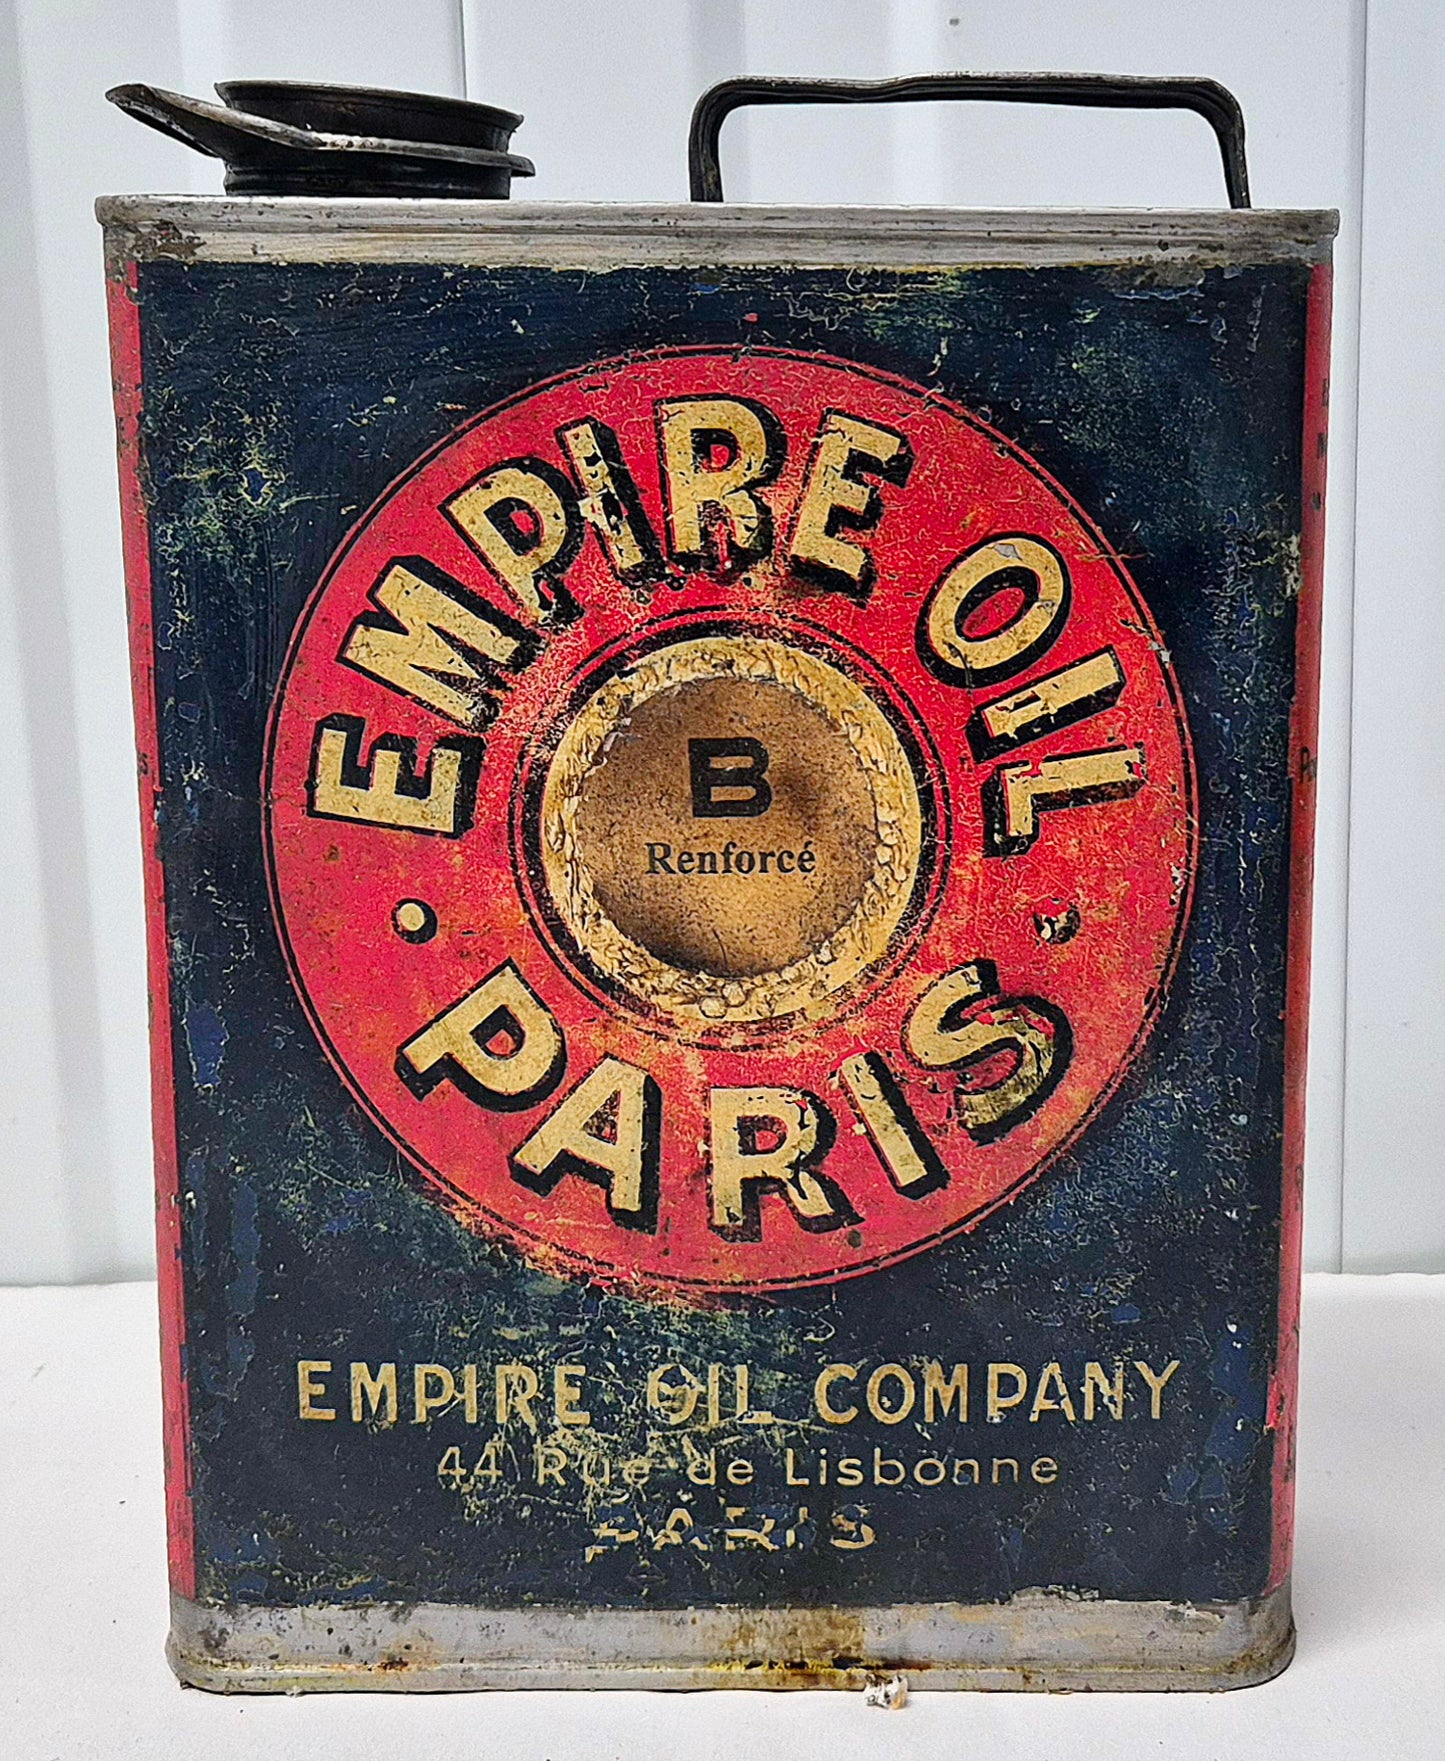 EMPIRE OIL
B
Renforcé
PARIS
EMPIRE OIL COMPANY
44 Rue de Lisbonne
PARIS